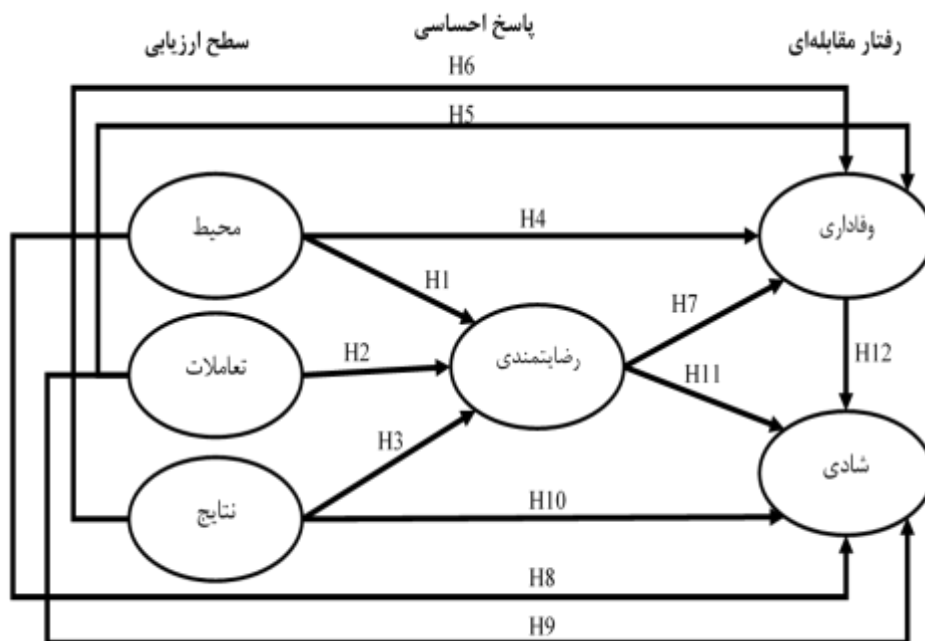 رفتار مقابله‌ای
پاسخ احساسی
سطح ارزیابی
H6
H5
محیط
H4
وفاداری
H1
H7
تعاملات
H2
رضایتمندی
H12
H11
H3
شادی
نتایج
H10
H8
H9